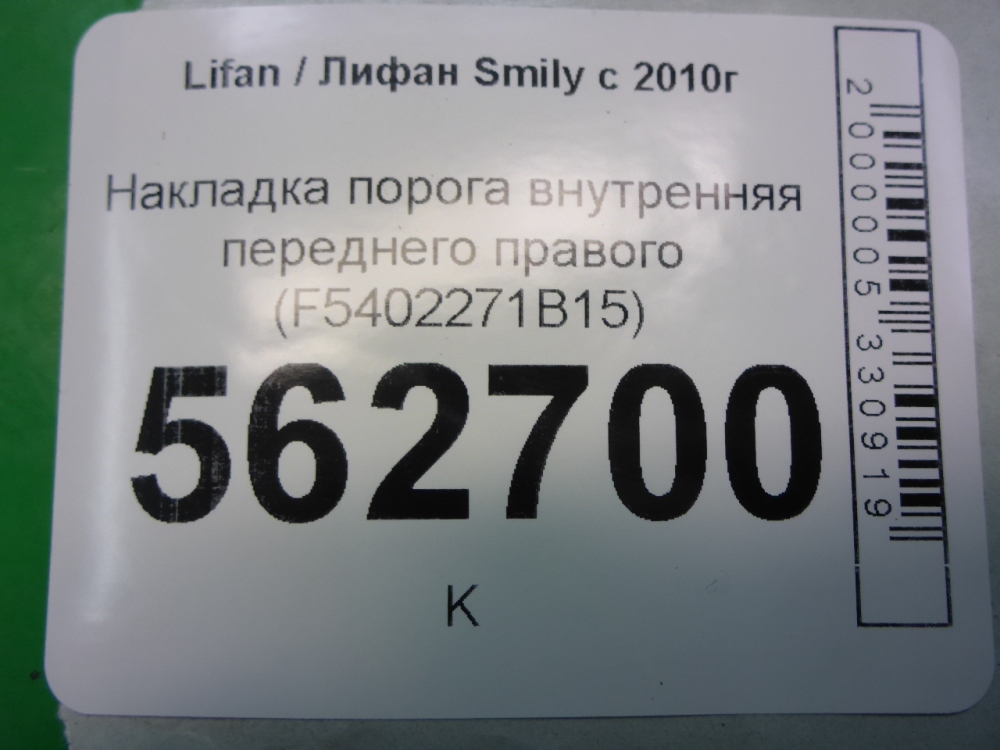 Lifan / Лифан Smily с 2010г
Накладка порога внутренняя
переднего правого
(F5402271B15)
562700
К
2000005330919